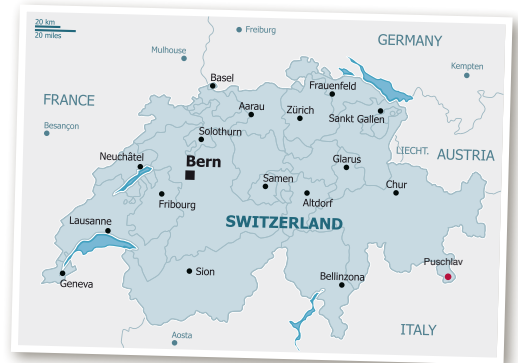 20 km
20 miles
Freiburg
GERMANY
Mulhouse
Kempten
Basel
Frauenfeld
FRANCE
Aarau
Zürich
Sankt Gallen
Besançon
Solothurn
LIECHT.
AUSTRIA
Neuchâtel
Bern
Glarus
Samen
Chur
Fribourg
Altdorf
Lausanne
SWITZERLAND
Puschlav
Sion
Bellinzona
Geneva
ITALY
Aosta